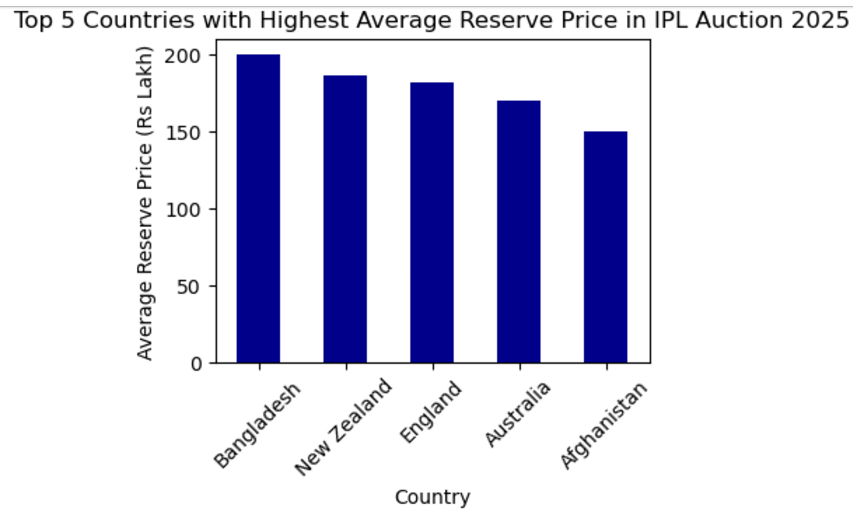 Top 5 Countries with Highest Average Reserve Price in IPL Auction 2025
Average Reserve Price (Rs Lakh)
200
150
100
50
0
Bangladesh
New Zealand
England
Australia
Afghanistan
Country